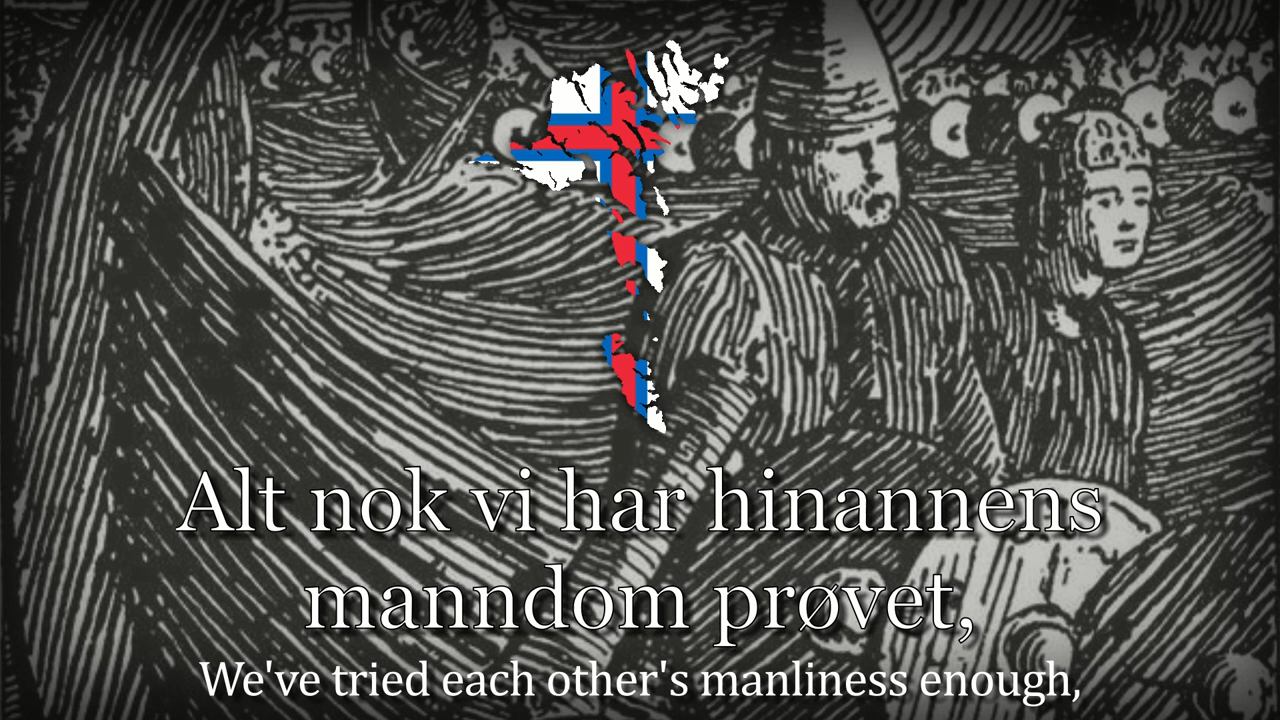 Alt nok vi har hinannens
manndom prøvet,
We've tried each other's manliness enough,